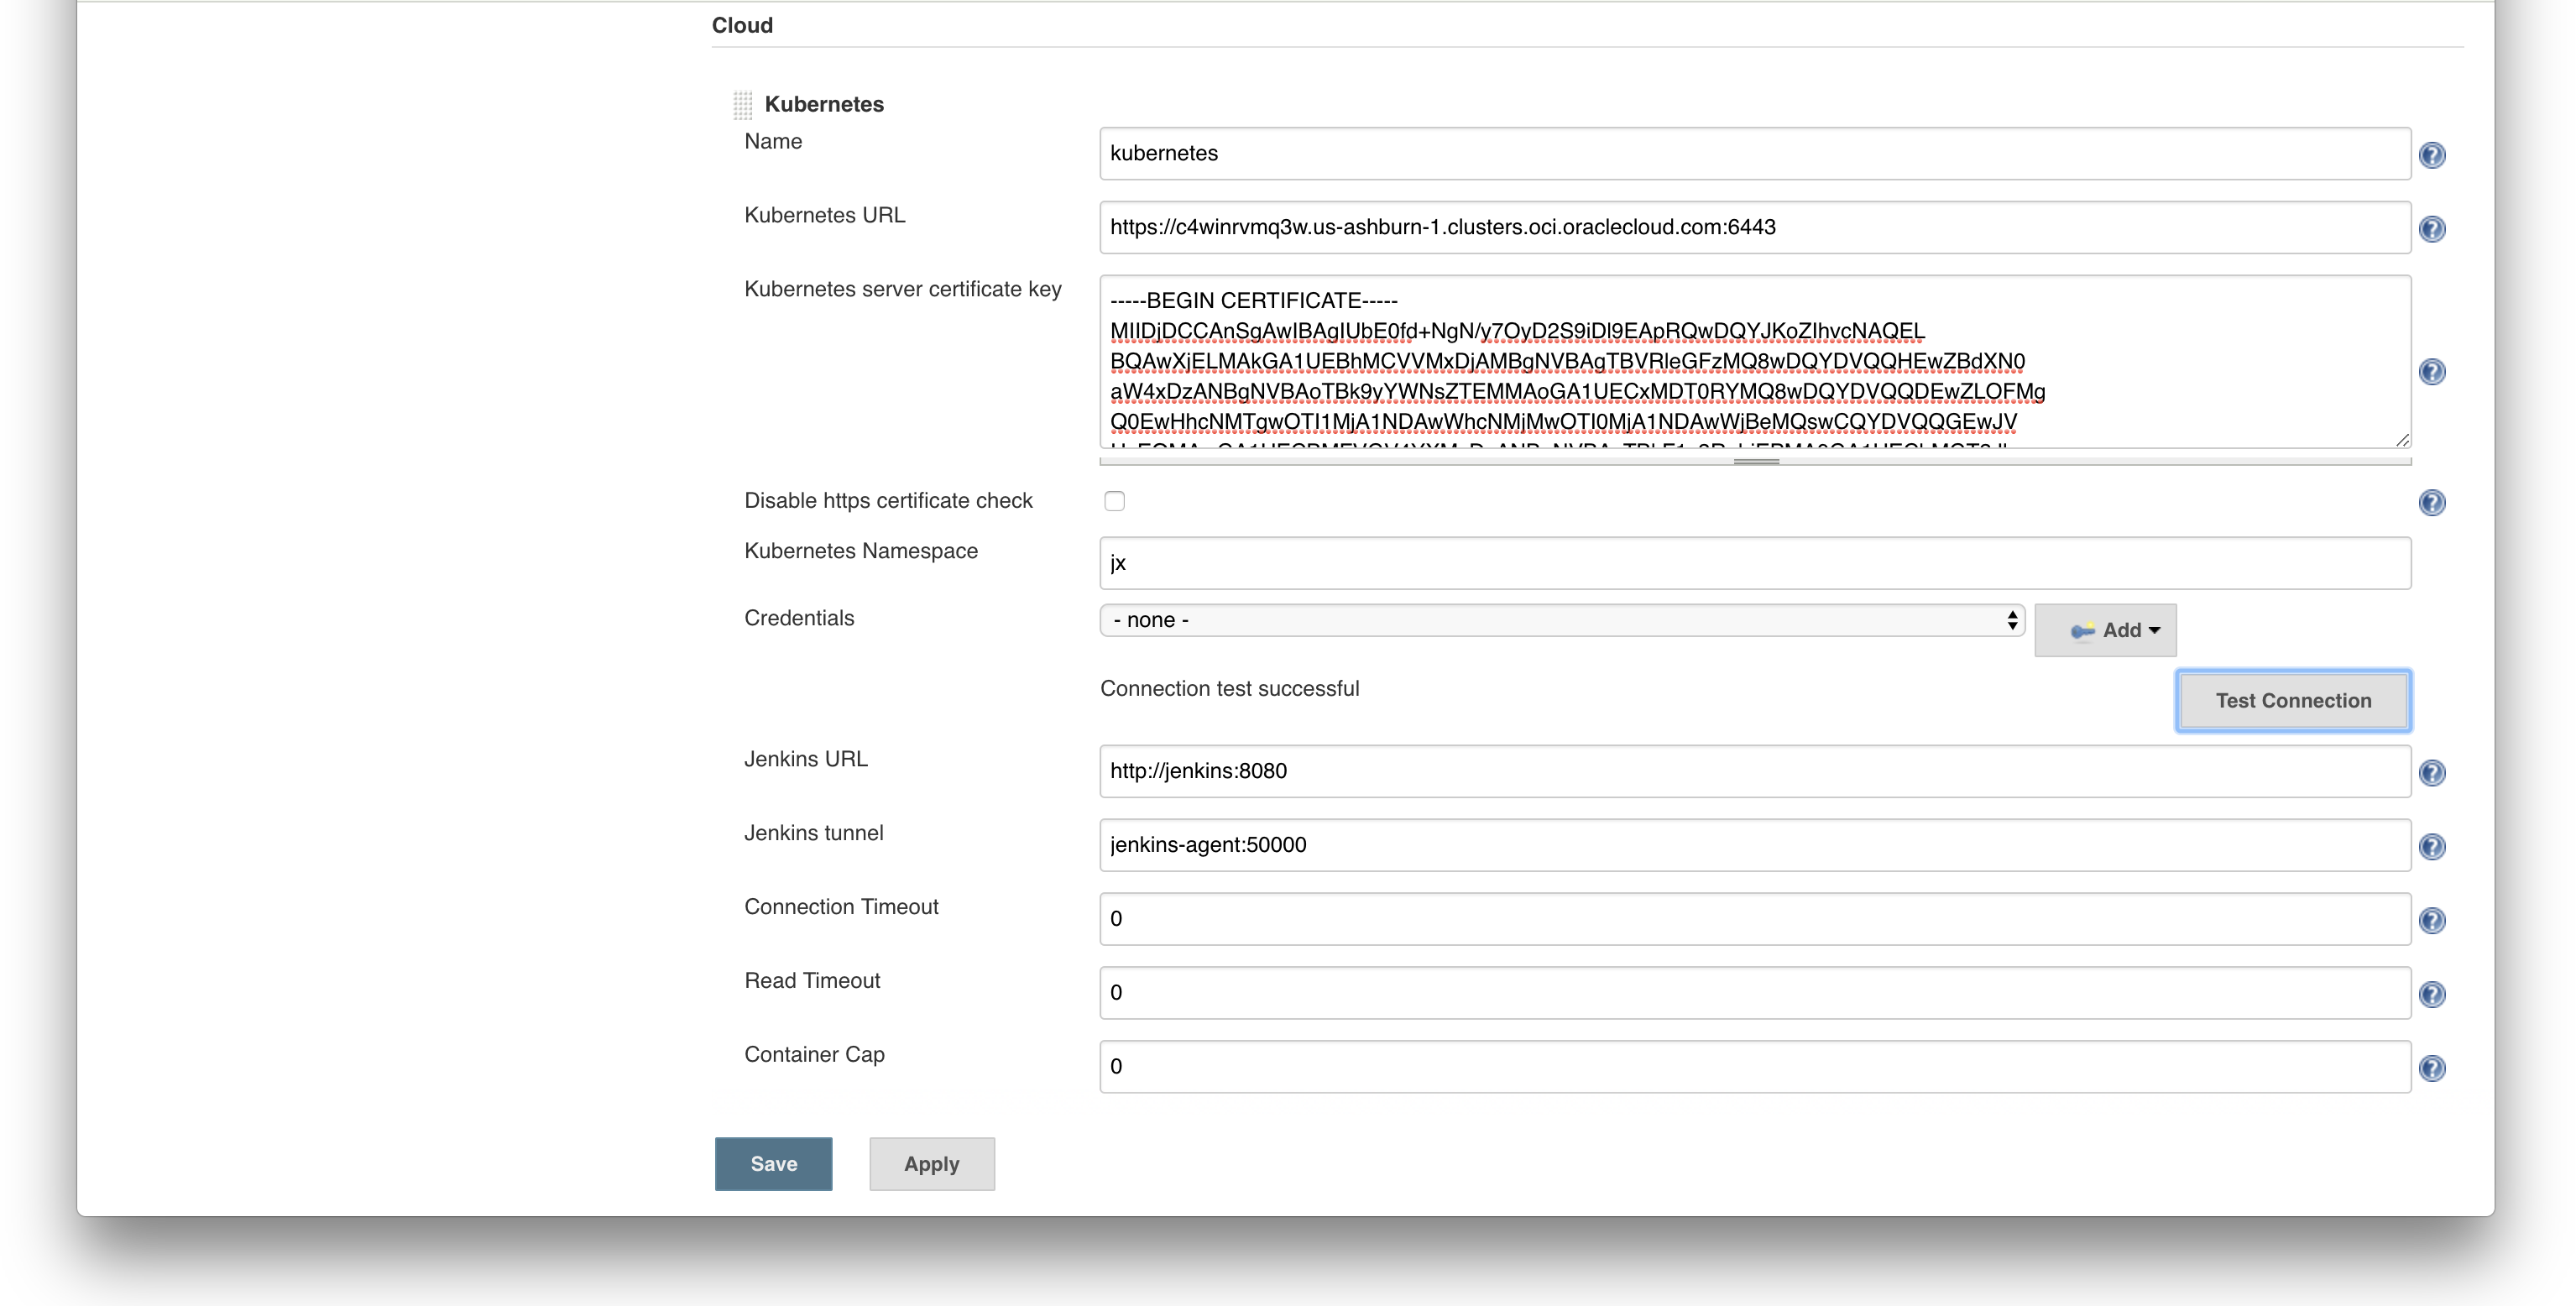 Cloud
Kubernetes
Name
kubernetes
Kubernetes URL
https://c4winrvmq3w.us-ashburn-1.clusters.oci.oraclecloud.com:6443
Kubernetes server certificate key
-----BEGIN CERTIFICATE-----
MIIDjDCCAnSgAwIBAgIUbE0fd+NgN/y7OyD2S9iDl9EApRQwDQYJKoZIhvcNAQEL
BQAwXjELMAkGA1UEBhMCVVMxDjAMBgNVBAgTBVRleGFzMQ8wDQYDVQQHEwZBdXN0
aW4xDzANBgNVBAoTBk9yYWNsZTEMMAoGA1UECxMDT0RYMQ8wDQYDVQQDEwZLOFMg
Q0EwHhcNMTgwOTI1MjA1NDAwWhcNMjMwOTI0MjA1NDAwWjBeMQswCQYDVQQGEwJV
Disable https certificate check
Kubernetes Namespace
jx
Credentials
- none -
Add
Connection test successful
Test Connection
Jenkins URL
http://jenkins:8080
Jenkins tunnel
jenkins-agent:50000
Connection Timeout
0
Read Timeout
0
Container Cap
0
Save
Apply